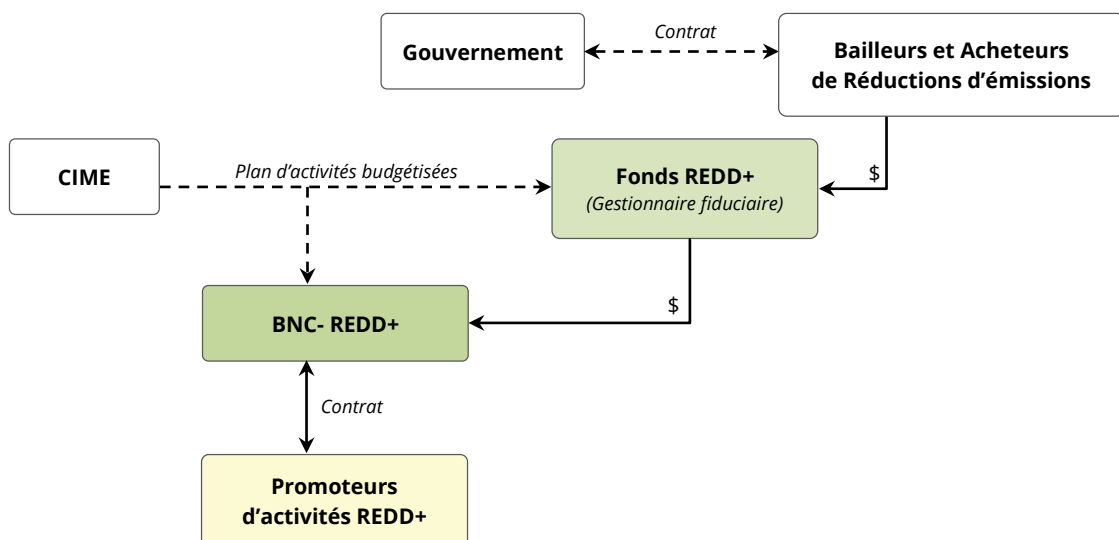 Contrat
Gouvernement
Bailleurs et Acheteurs
de Réductions d’émissions
CIME
Plan d’activités budgétisées
Fonds REDD+
(Gestionnaire fiduciaire)
$
BNC- REDD+
$
Contrat
Promoteurs
d’activités REDD+